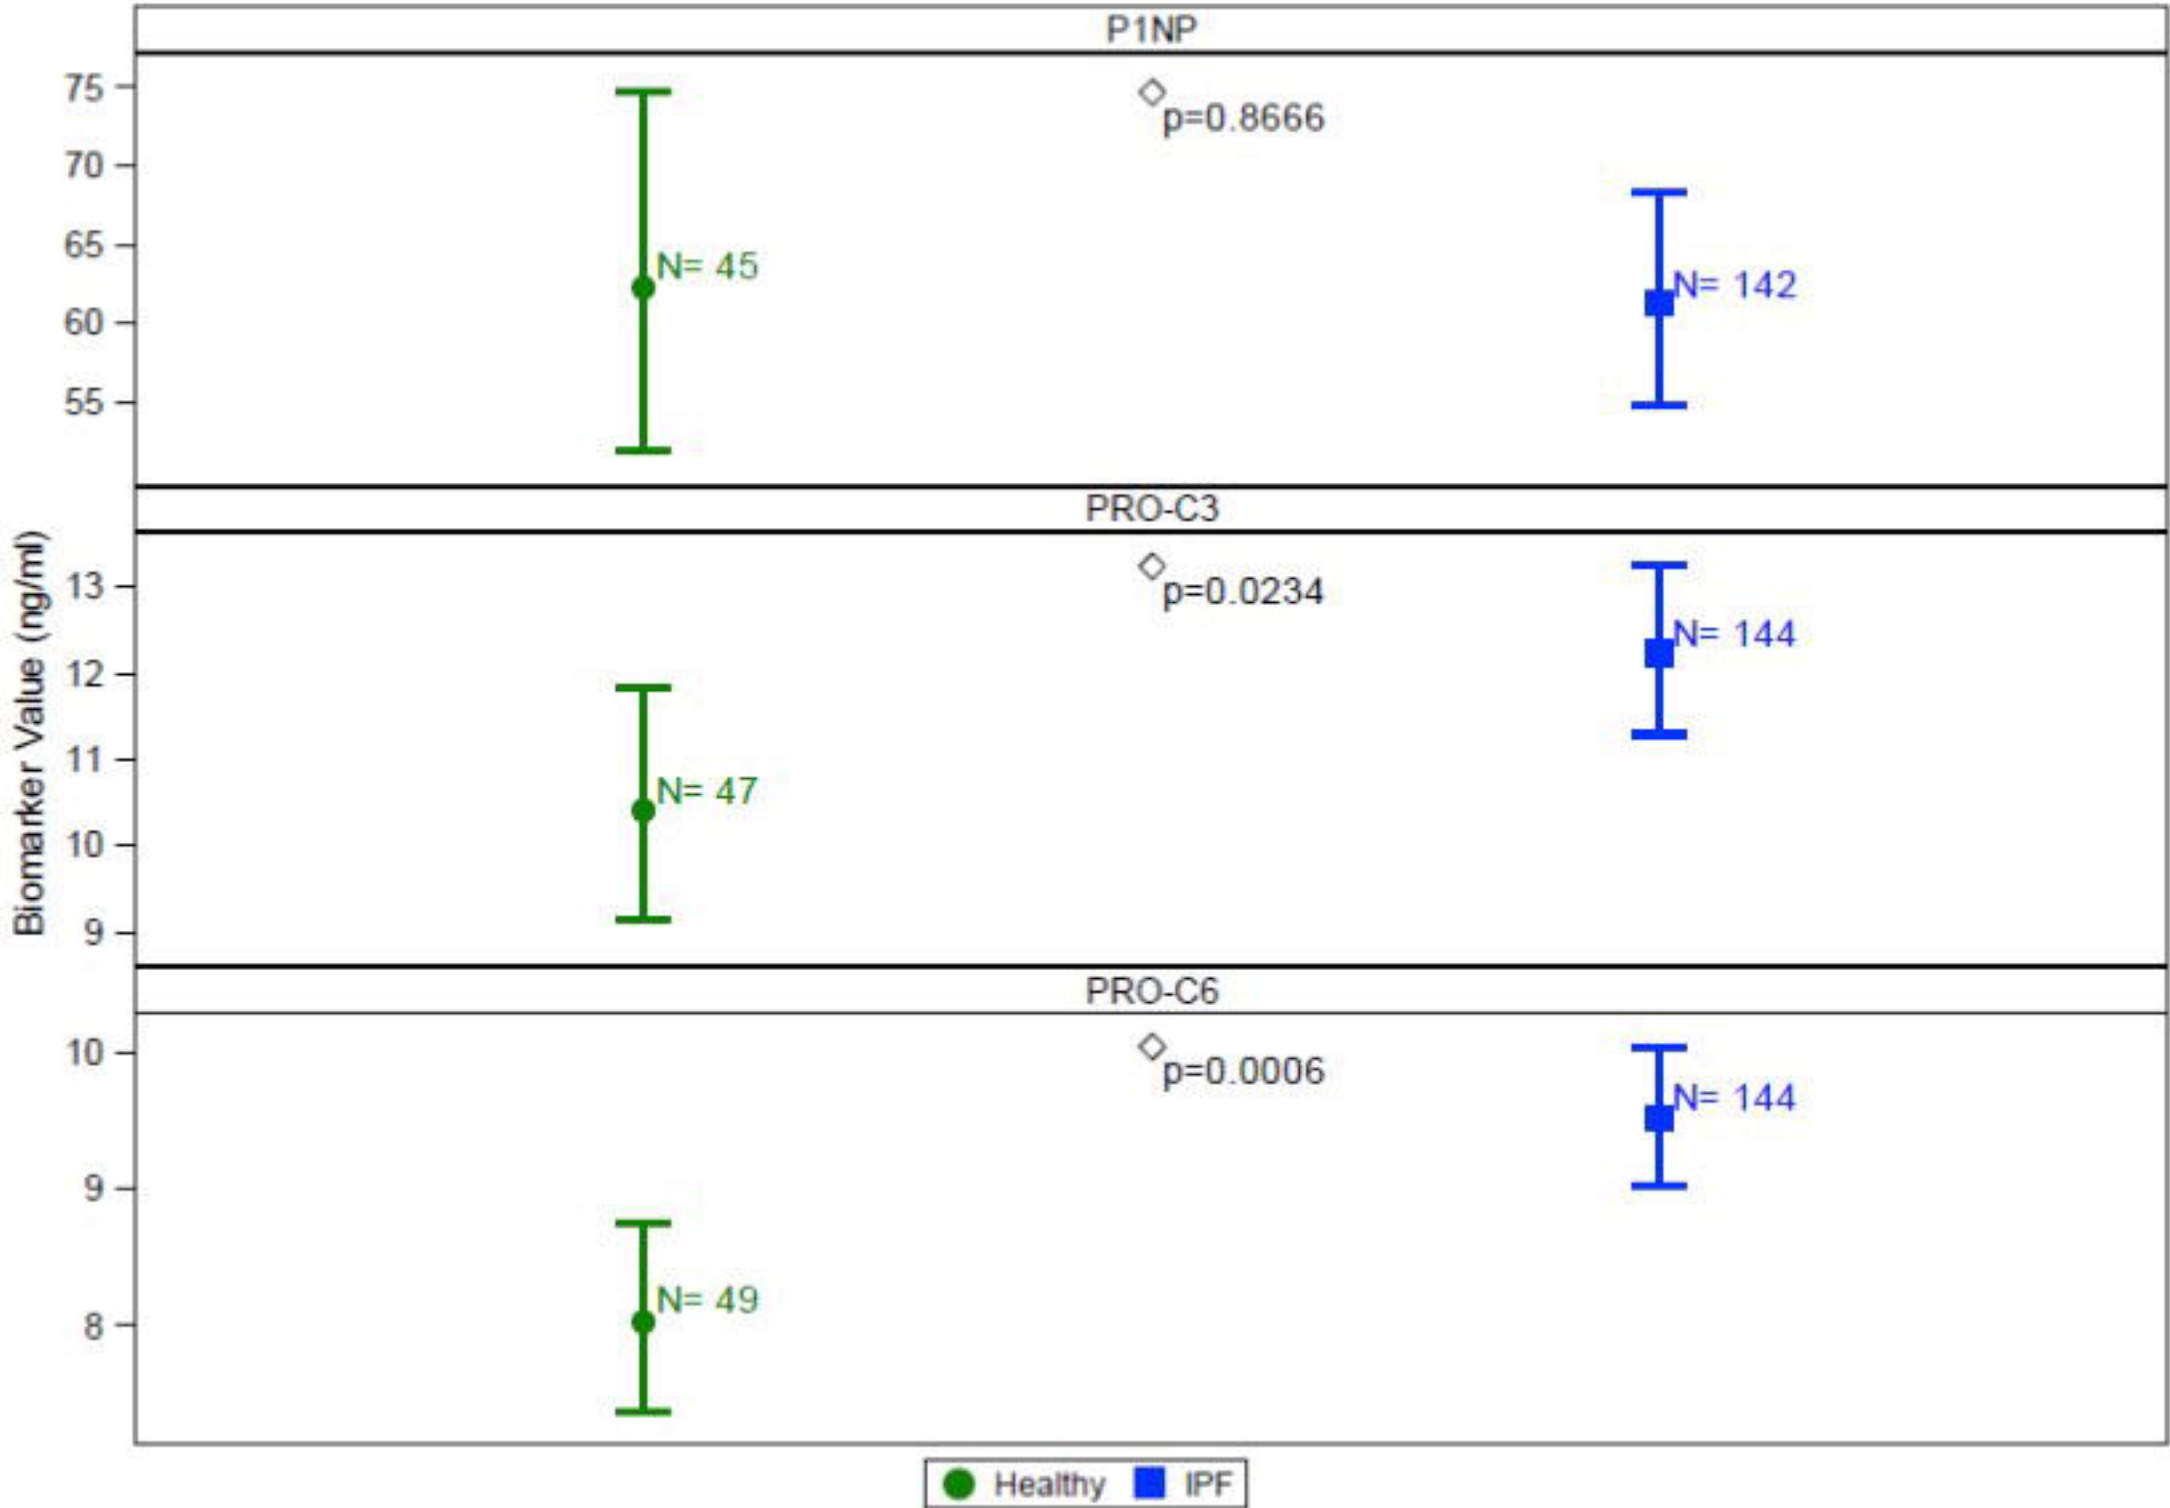 P1NP
75
70
65
60
55
p=0.8666
N= 45
N= 142
PRO-C3
Biomarker Value (ng/ml)
13
12
11
10
9
p=0.0234
N= 144
N= 47
PRO-C6
10
9
8
p=0.0006
N= 144
N= 49
Healthy IPF